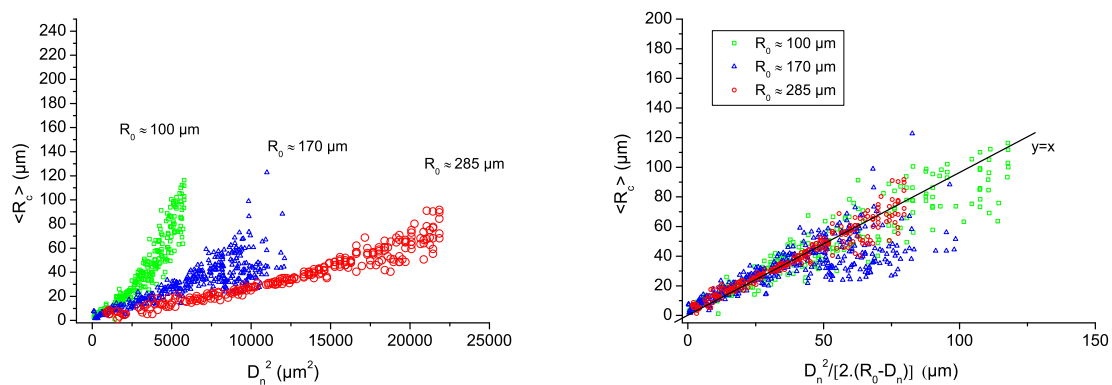 240
220
200
180
160
140
120
100
80
60
40
20
0
<R_c> (µm)
R_0 ≈ 100 µm
R_0 ≈ 170 µm
R_0 ≈ 285 µm
0 5000 10000 15000 20000 25000
D_n^2 (µm^2)
200
180
160
140
120
100
80
60
40
20
0
<R_c> (µm)
R_0 ≈ 100 µm
R_0 ≈ 170 µm
R_0 ≈ 285 µm
y=x
0 50 100 150
D_n^2/[2.(R_0-D_n)] (µm)